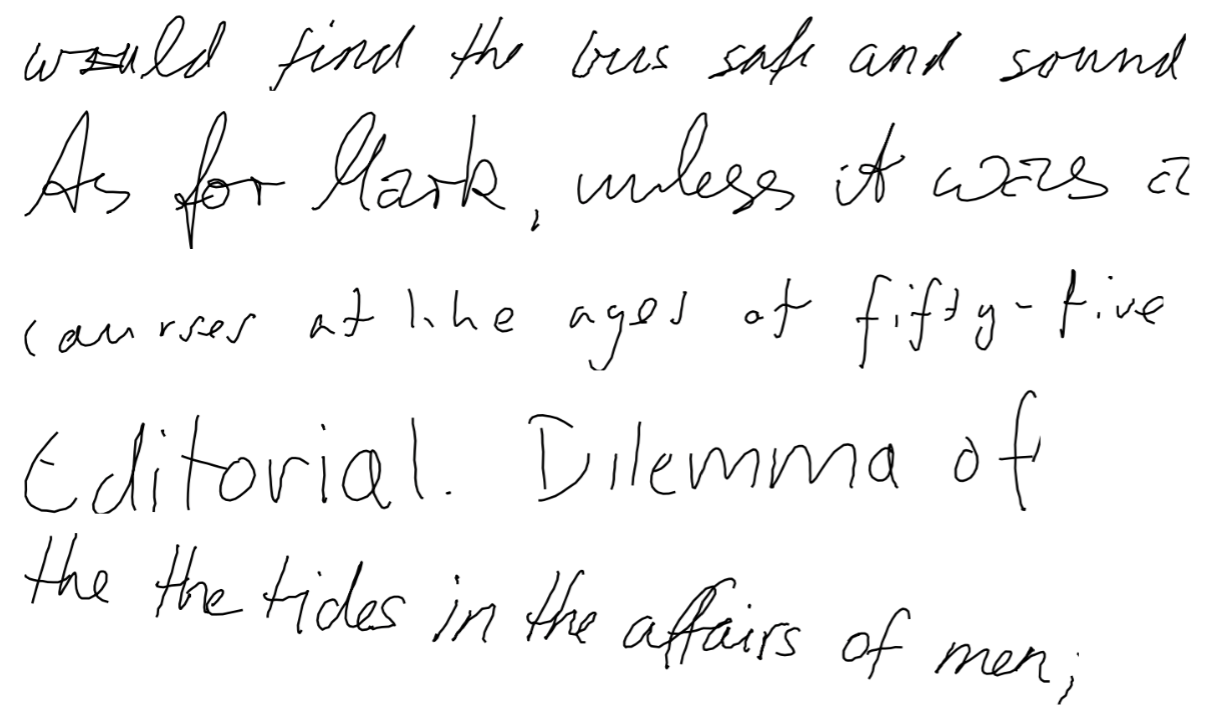 would find the bus safe and sound
As for Mark, unless it was a
courses at like ages at fifty-five
Editorial. Dilemma of
the the tides in the affairs of men;